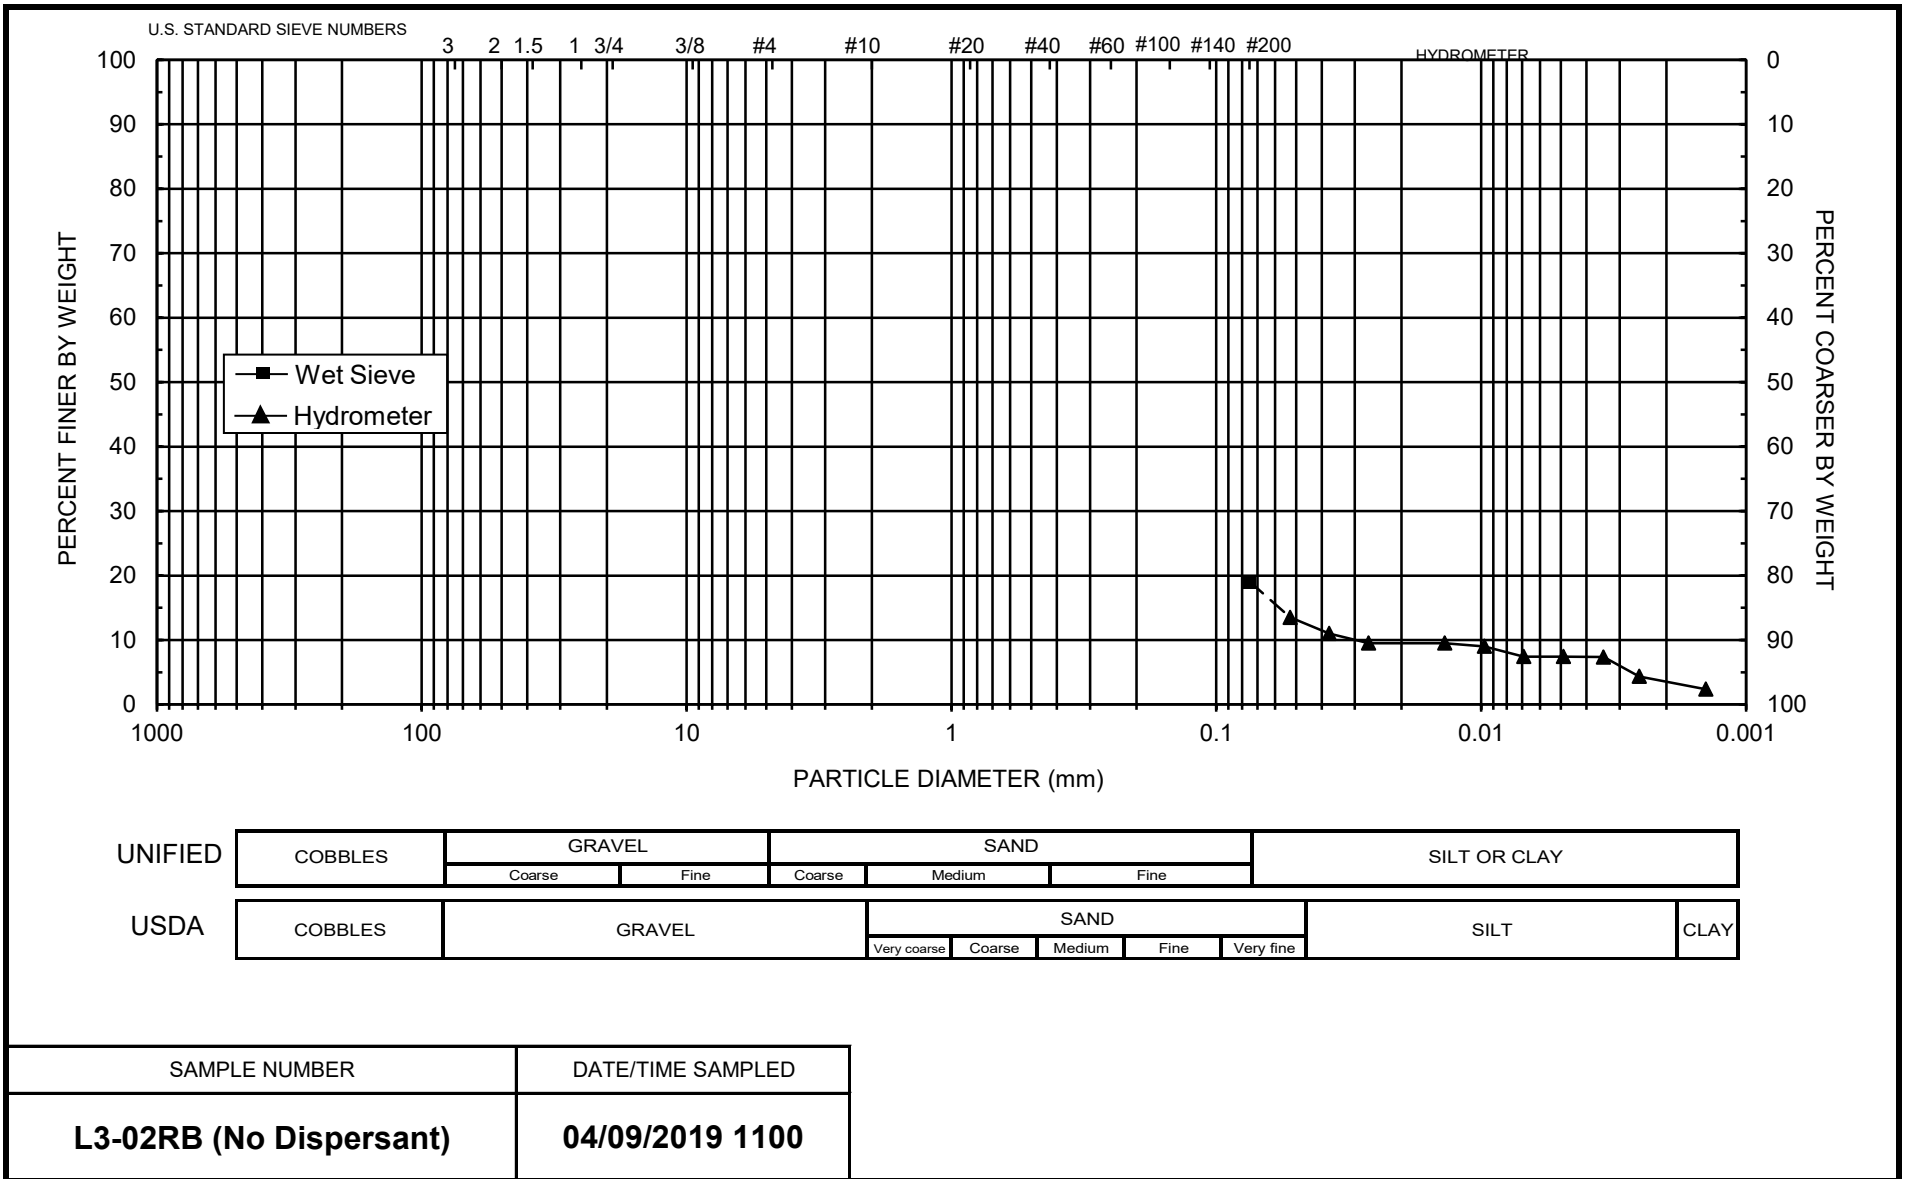 U.S. STANDARD SIEVE NUMBERS
3 2 1.5 1 3/4 3/8 #4 #10 #20 #40 #60 #100 #140 #200
HYDROMETER
100 0
90 10
80 20
70 30
60 40
50 50
40 60
30 70
20 80
10 90
0 100
PERCENT FINER BY WEIGHT
PERCENT COARSER BY WEIGHT
Wet Sieve
Hydrometer
1000 100 10 1 0.1 0.01 0.001
PARTICLE DIAMETER (mm)
UNIFIED COBBLES GRAVEL SAND SILT OR CLAY
Coarse Fine Coarse Medium Fine
USDA COBBLES GRAVEL SAND SILT CLAY
Very coarse Coarse Medium Fine Very fine
SAMPLE NUMBER DATE/TIME SAMPLED
L3-02RB (No Dispersant) 04/09/2019 1100